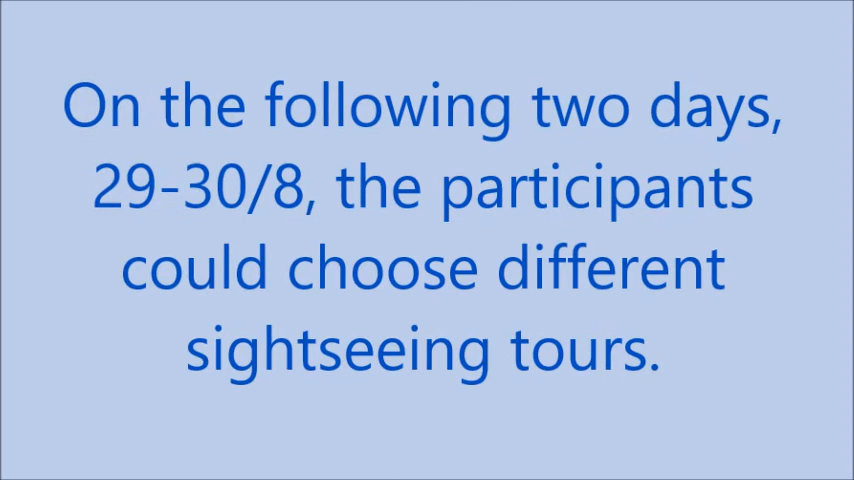 On the following two days,
29-30/8, the participants
could choose different
sightseeing tours.